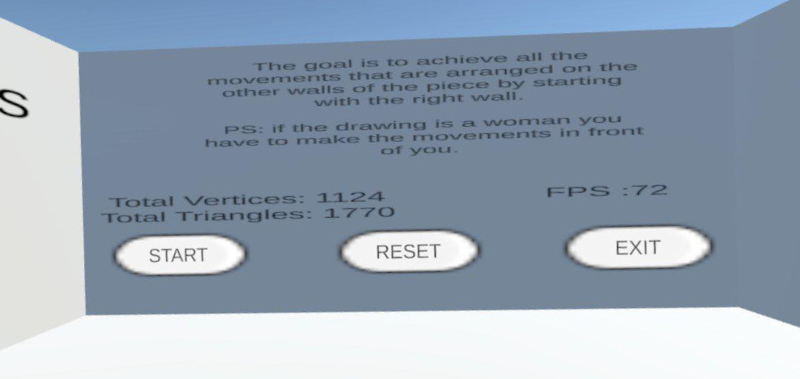 S
The goal is to achieve all the
movements that are arranged on the
other walls of the piece by starting
with the right wall.
PS: if the drawing is a woman you
have to make the movements in front
of you.
Total Vertices: 1124
FPS :72
Total Triangles: 1770
START
RESET
EXIT